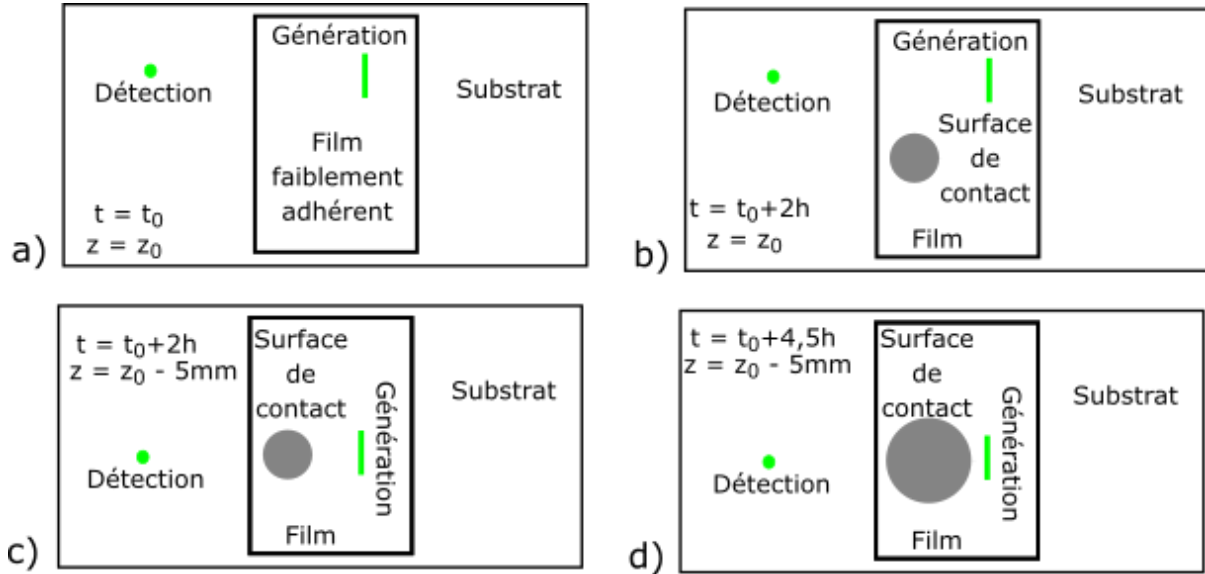 Génération
Détection
Substrat
Film
faiblement
adhérent
t = t₀
z = z₀
a)
Génération
Détection
Substrat
Surface
de
contact
t = t₀+2h
z = z₀
Film
b)
t = t₀+2h
z = z₀ - 5mm
Surface
de
contact
Génération
Substrat
Détection
Film
c)
t = t₀+4,5h
z = z₀ - 5mm
Surface
de
contact
Génération
Substrat
Détection
Film
d)